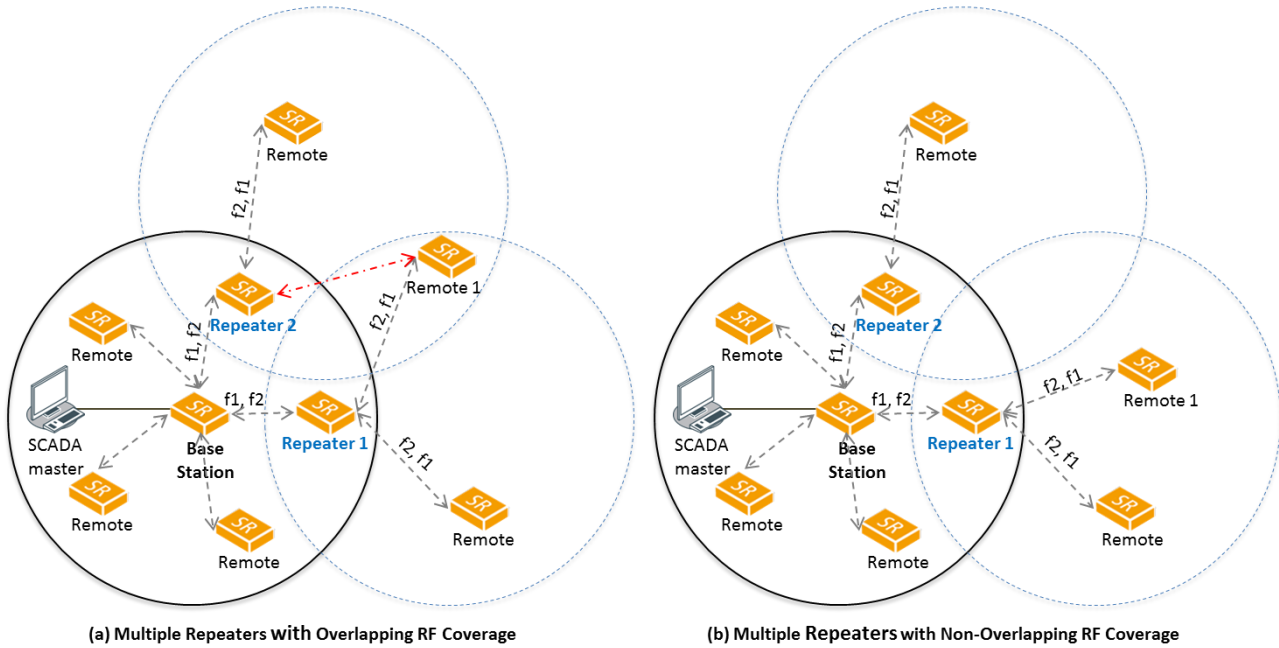 SR
Remote
f2, f1
SR
Remote 1
SR
Repeater 2
SR
Remote
f1, f2
f2, f1
SCADA
master
SR
Base
Station
f1, f2
SR
Repeater 1
f2, f1
SR
Remote
SR
Remote
SR
Remote
(a) Multiple Repeaters with Overlapping RF Coverage
SR
Remote
f2, f1
SR
Repeater 2
SR
Remote
f1, f2
SCADA
master
SR
Base
Station
f1, f2
SR
Repeater 1
f2, f1
SR
Remote 1
f2, f1
SR
Remote
SR
Remote
SR
Remote
(b) Multiple Repeaters with Non-Overlapping RF Coverage